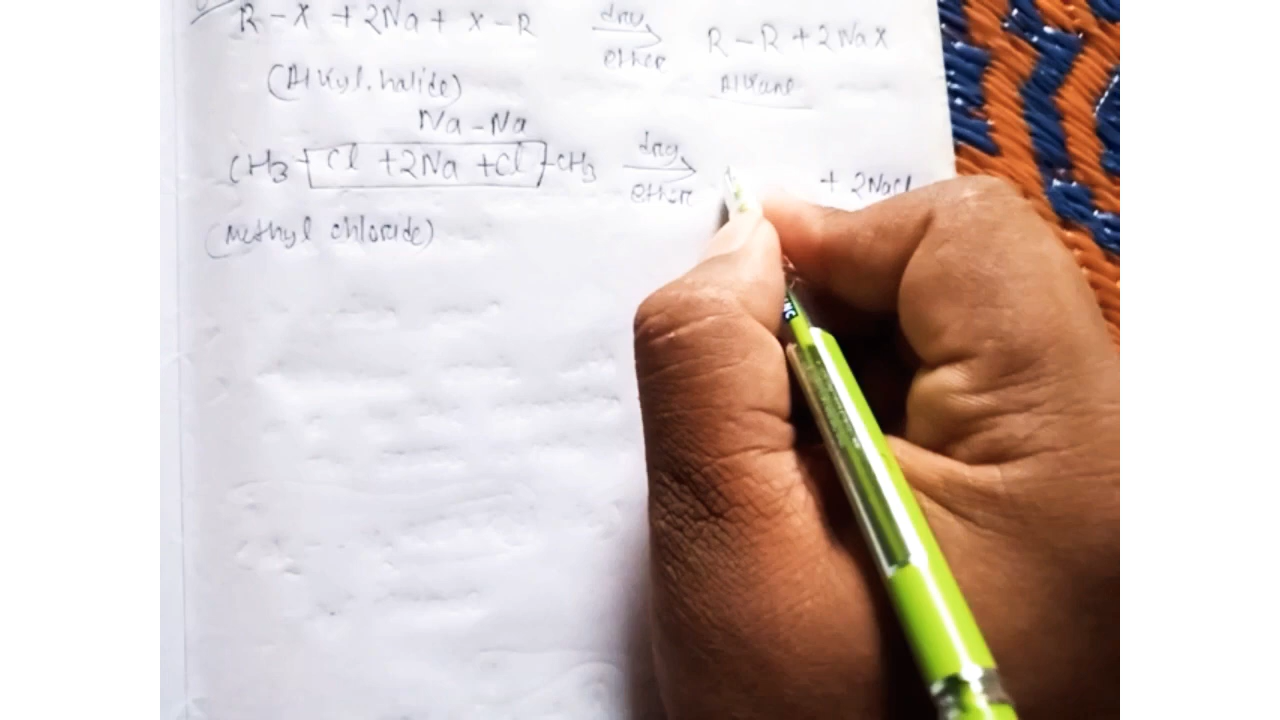 R - X + 2Na + X - R dry ether R - R + 2NaX
(Alkyl halide) Alkane
Na - Na
CH3 - Cl + 2Na + Cl - CH3 dry ether + 2NaCl
(Methyl chloride)